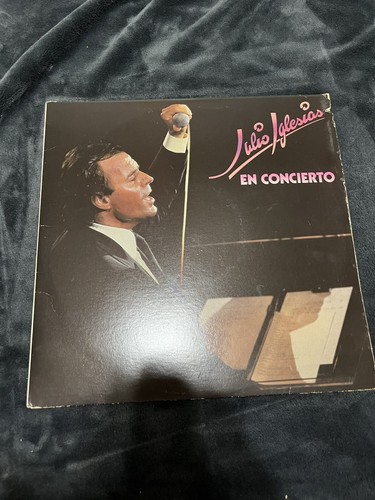 Julio Iglesias
EN CONCIERTO